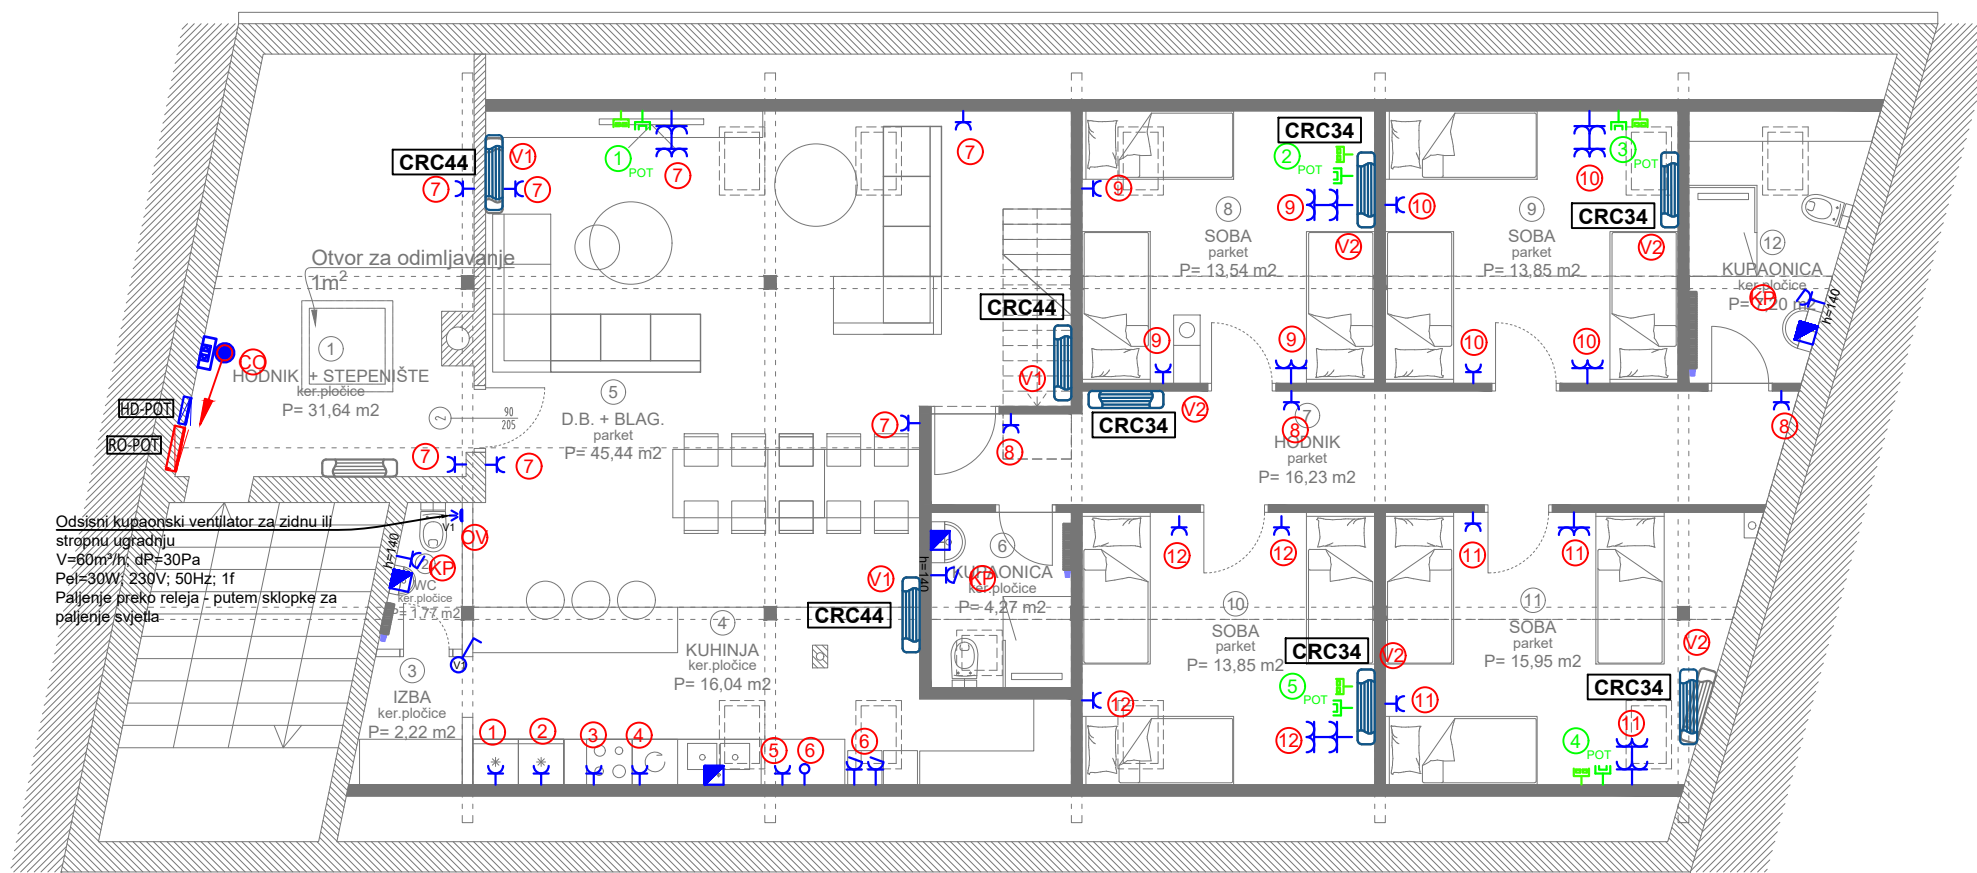 CRC44
V1
7
7
1
POT
7
7
Otvor za odimljavanje
1m²
1
HODNIK + STEPENIŠTE
ker.pločice
P= 31,64 m2
CO
HD-POT
RO-POT
2
90
205
7
7
5
D.B. + BLAG.
parket
P= 45,44 m2
CRC44
V1
7
8
CRC34
2
POT
9
9
8
SOBA
parket
P= 13,54 m2
V2
9
9
CRC34
V2
10
3
POT
10
9
SOBA
parket
P= 13,85 m2
CRC34
V2
10
10
12
KUPAONICA
ker.pločice
KP
h=140
8
7
HODNIK
parket
P= 16,23 m2
8
Odsisni kupaonski ventilator za zidnu ili
stropnu ugradnju
V=60m³/h; dP=30Pa
Pel=30W; 230V; 50Hz; 1f
Paljenje preko releja - putem sklopke za
paljenje svjetla
V1
OV
h=140
KP
2
WC
ker.pločice
P= 1,77 m2
V1
3
IZBA
ker.pločice
P= 2,22 m2
4
KUHINJA
ker.pločice
P= 16,04 m2
V1
CRC44
h=140
6
KUPAONICA
ker.pločice
P= 4,27 m2
KP
1
2
3
4
5
6
6
12
12
10
SOBA
parket
P= 13,85 m2
CRC34
V2
5
POT
12
12
11
11
11
SOBA
parket
P= 15,95 m2
V2
CRC34
11
11
4
POT